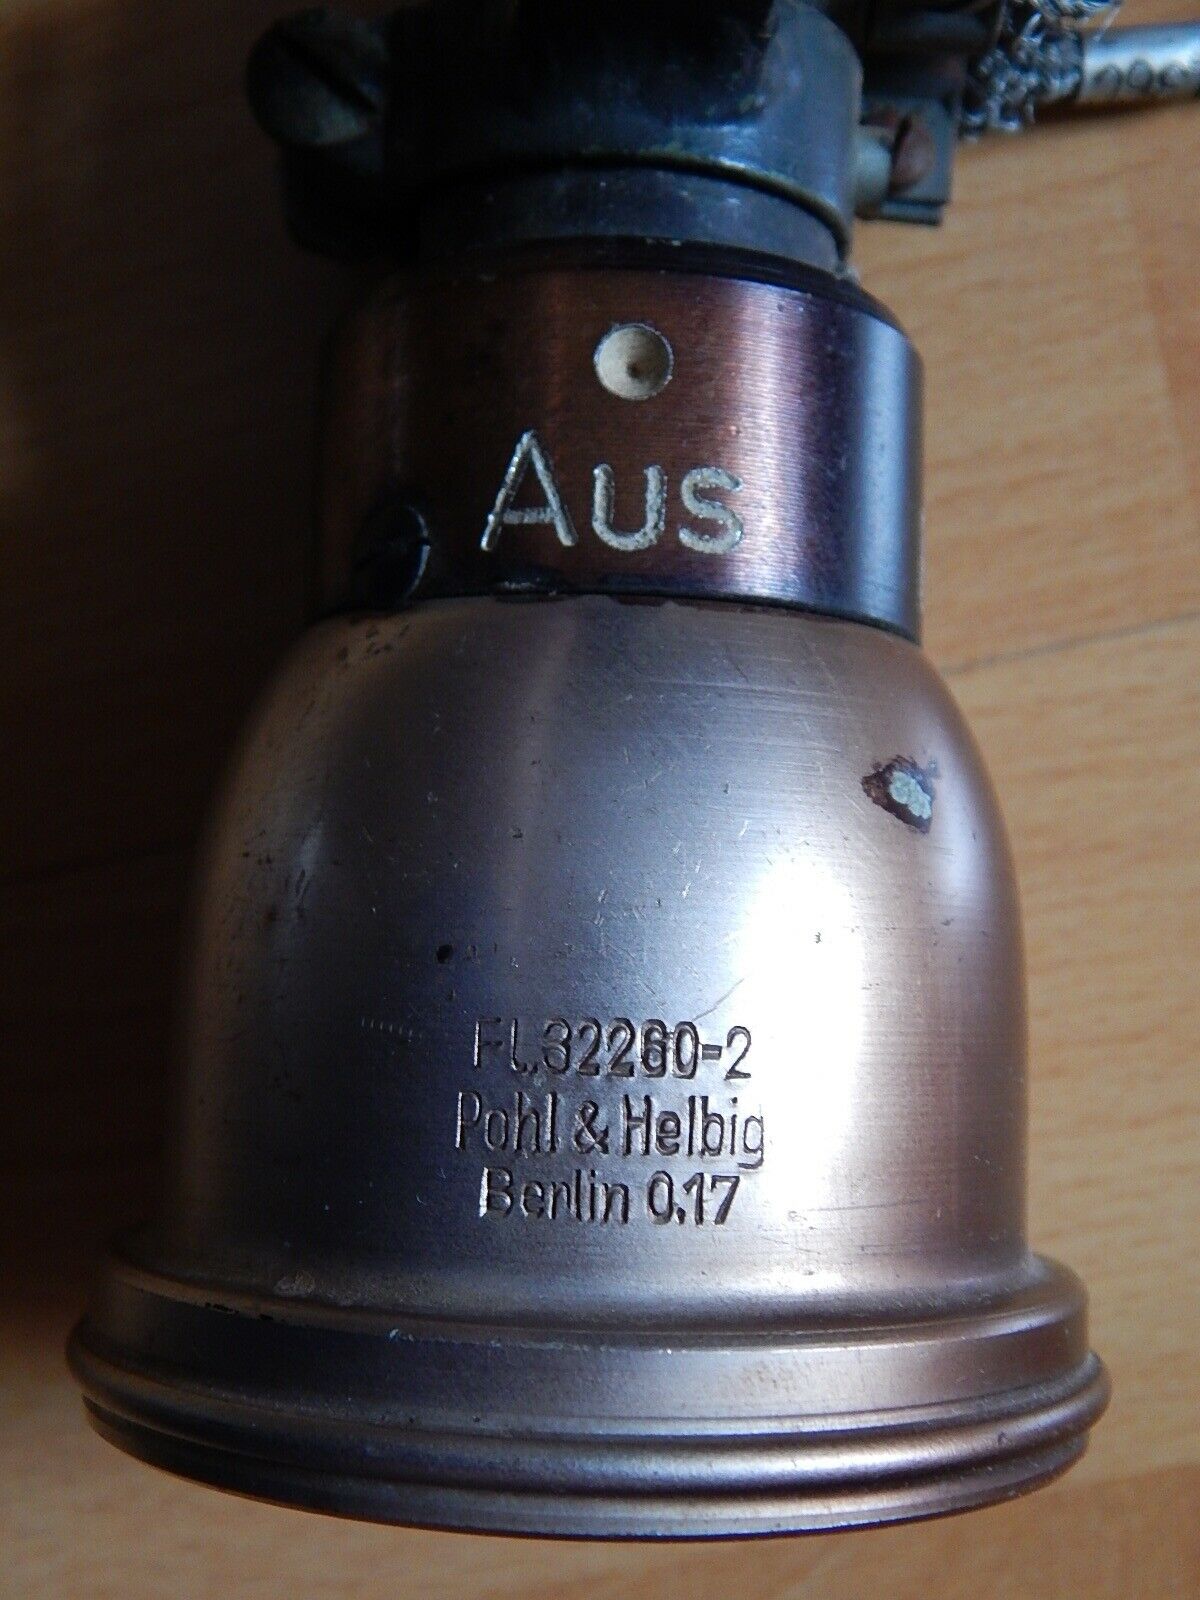 Aus
FL.32260-2
Pohl & Helbig
Berlin 0.17